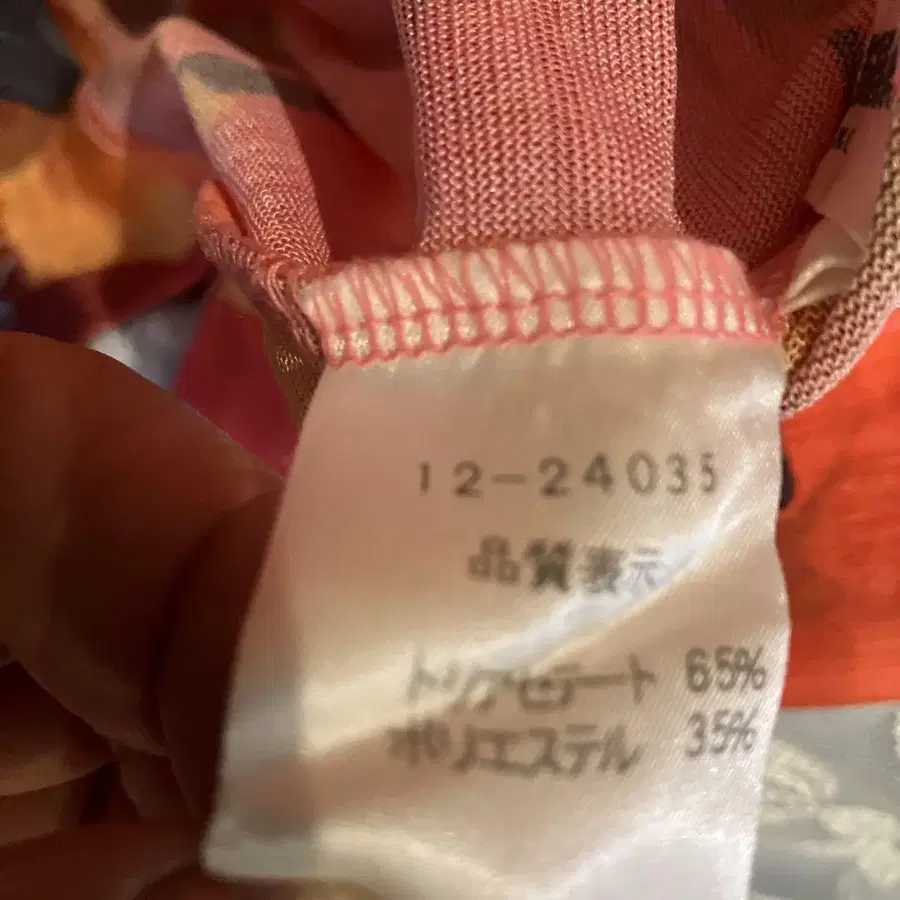 12-24035
品質表示
トリアセテート 65%
ポリエステル 35%